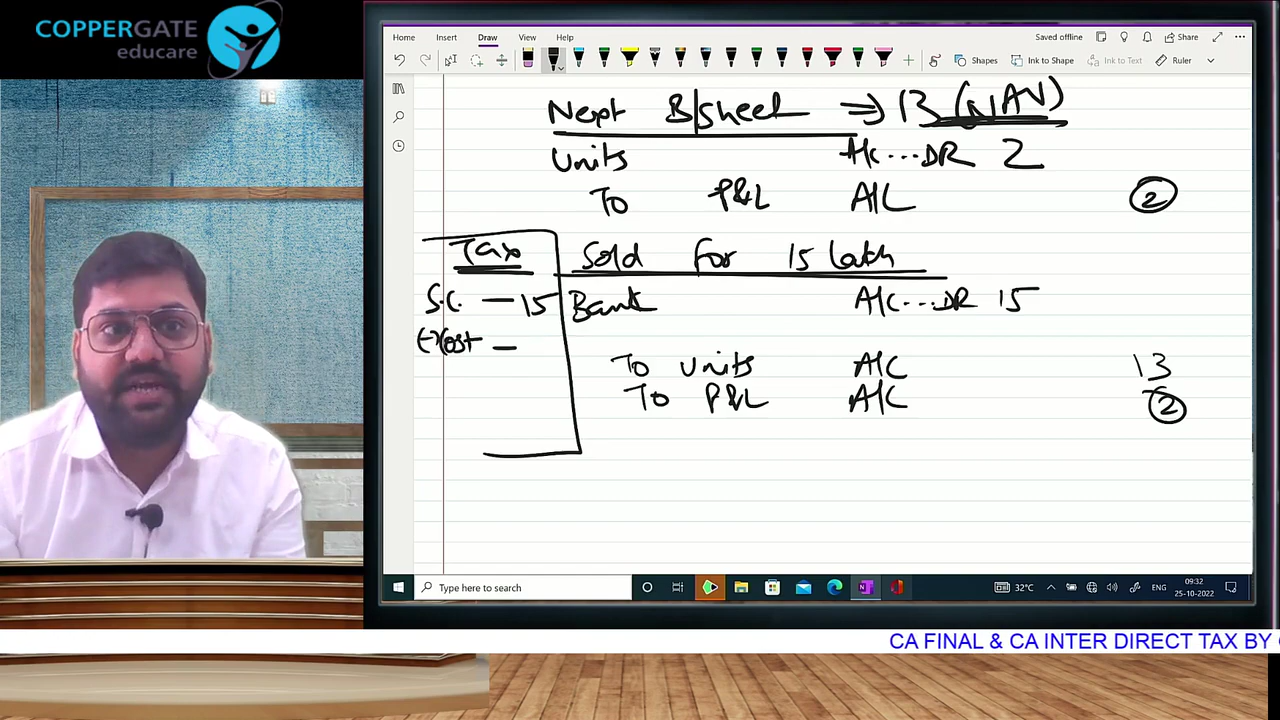 COPPERGATE
educare
Home Insert Draw View Help
Saved offline
Share
Shapes
Ink to Shape
Ink to Text
Ruler
Next B/sheet ⇒ 13 (NAV)
Units A/c...DR 2
To P&L A/C 2
Tax
Sold for 15 lakh
S.C. — 15
Bank A/C...DR 15
(-) Cost —
To Units A/C 13
To P&L A/C 2
Type here to search
32°C
ENG
09:32
25-10-2022
CA FINAL & CA INTER DIRECT TAX BY